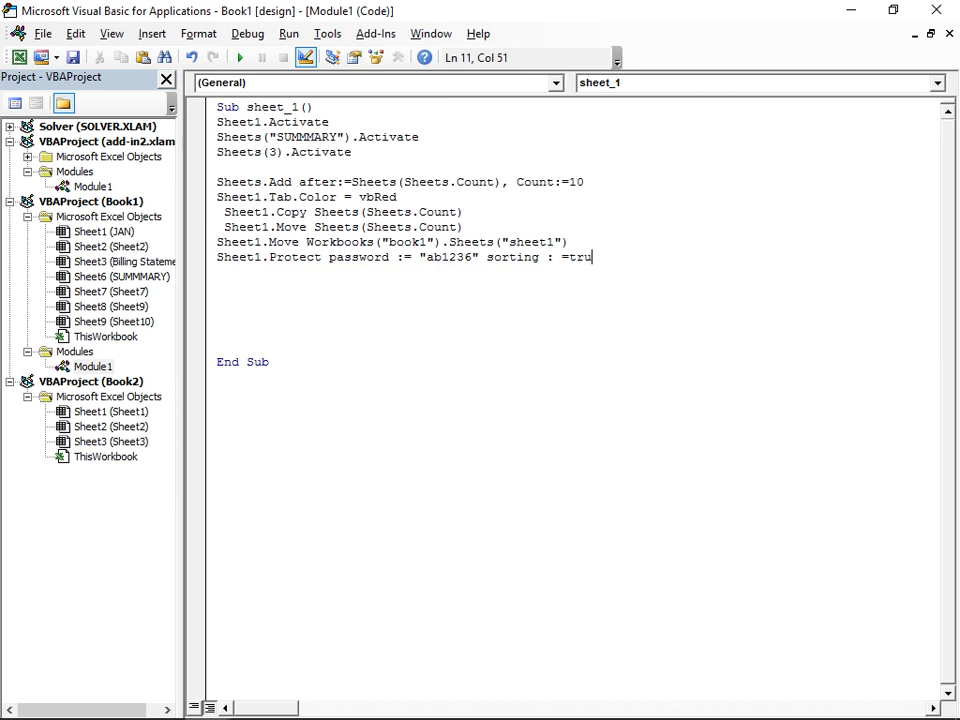 Microsoft Visual Basic for Applications - Book1 [design] - [Module1 (Code)]
File Edit View Insert Format Debug Run Tools Add-Ins Window Help
Ln 11, Col 51
Project - VBAProject
(General) sheet_1
Solver (SOLVER.XLAM)
VBAProject (add-in2.xlam
Microsoft Excel Objects
Modules
Module1
VBAProject (Book1)
Microsoft Excel Objects
Sheet1 (JAN)
Sheet2 (Sheet2)
Sheet3 (Billing Stateme
Sheet6 (SUMMMARY)
Sheet7 (Sheet7)
Sheet8 (Sheet9)
Sheet9 (Sheet10)
ThisWorkbook
Modules
Module1
VBAProject (Book2)
Microsoft Excel Objects
Sheet1 (Sheet1)
Sheet2 (Sheet2)
Sheet3 (Sheet3)
ThisWorkbook
Sub sheet_1()
Sheet1.Activate
Sheets("SUMMMARY").Activate
Sheets(3).Activate
Sheets.Add after:=Sheets(Sheets.Count), Count:=10
Sheet1.Tab.Color = vbRed
Sheet1.Copy Sheets(Sheets.Count)
Sheet1.Move Sheets(Sheets.Count)
Sheet1.Move Workbooks("book1").Sheets("sheet1")
Sheet1.Protect password := "ab1236" sorting : =tru
End Sub